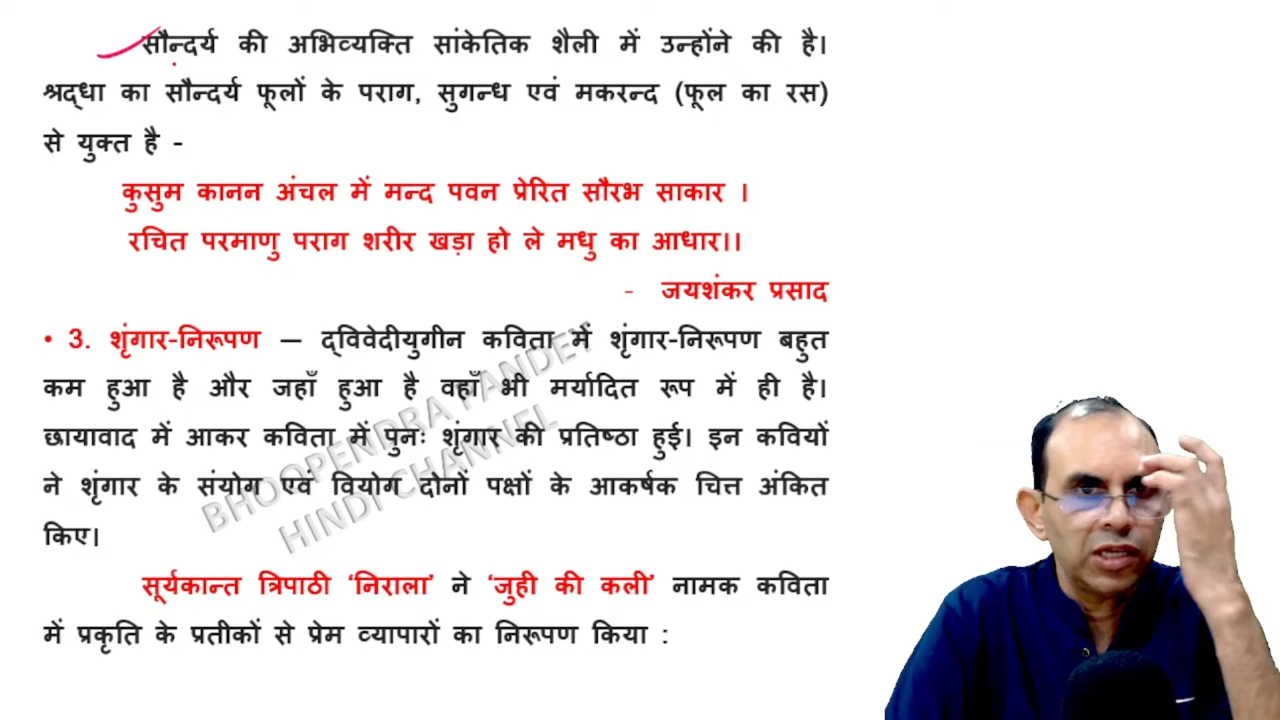 सौन्दर्य की अभिव्यक्ति सांकेतिक शैली में उन्होंने की है।
श्रद्धा का सौन्दर्य फूलों के पराग, सुगन्ध एवं मकरन्द (फूल का रस)
से युक्त है -
कुसुम कानन अंचल में मन्द पवन प्रेरित सौरभ साकार ।
रचित परमाणु पराग शरीर खड़ा हो ले मधु का आधार।।
- जयशंकर प्रसाद
• 3. शृंगार-निरूपण — द्विवेदीयुगीन कविता में शृंगार-निरूपण बहुत
कम हुआ है और जहाँ हुआ है वहाँ भी मर्यादित रूप में ही है।
छायावाद में आकर कविता में पुनः शृंगार की प्रतिष्ठा हुई। इन कवियों
ने शृंगार के संयोग एवं वियोग दोनों पक्षों के आकर्षक चित्त अंकित
किए।
सूर्यकान्त त्रिपाठी ‘निराला’ ने ‘जुही की कली’ नामक कविता
में प्रकृति के प्रतीकों से प्रेम व्यापारों का निरूपण किया :
BHOOPENDRA PANDEY
HINDI CHANNEL